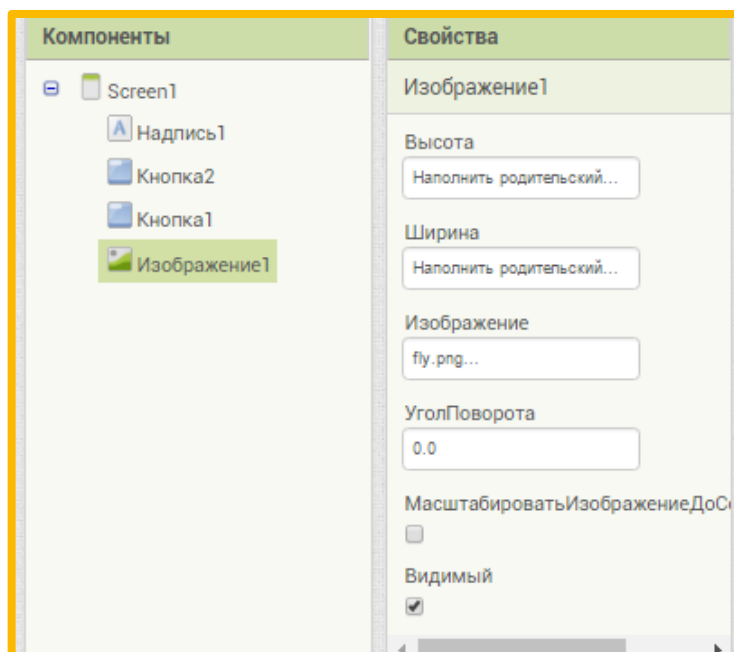 Компоненты
Screen1
Надпись1
Кнопка2
Кнопка1
Изображение1
Свойства
Изображение1
Высота
Наполнить родительский...
Ширина
Наполнить родительский...
Изображение
fly.png...
УголПоворота
0.0
МасштабироватьИзображениеДоС
Видимый